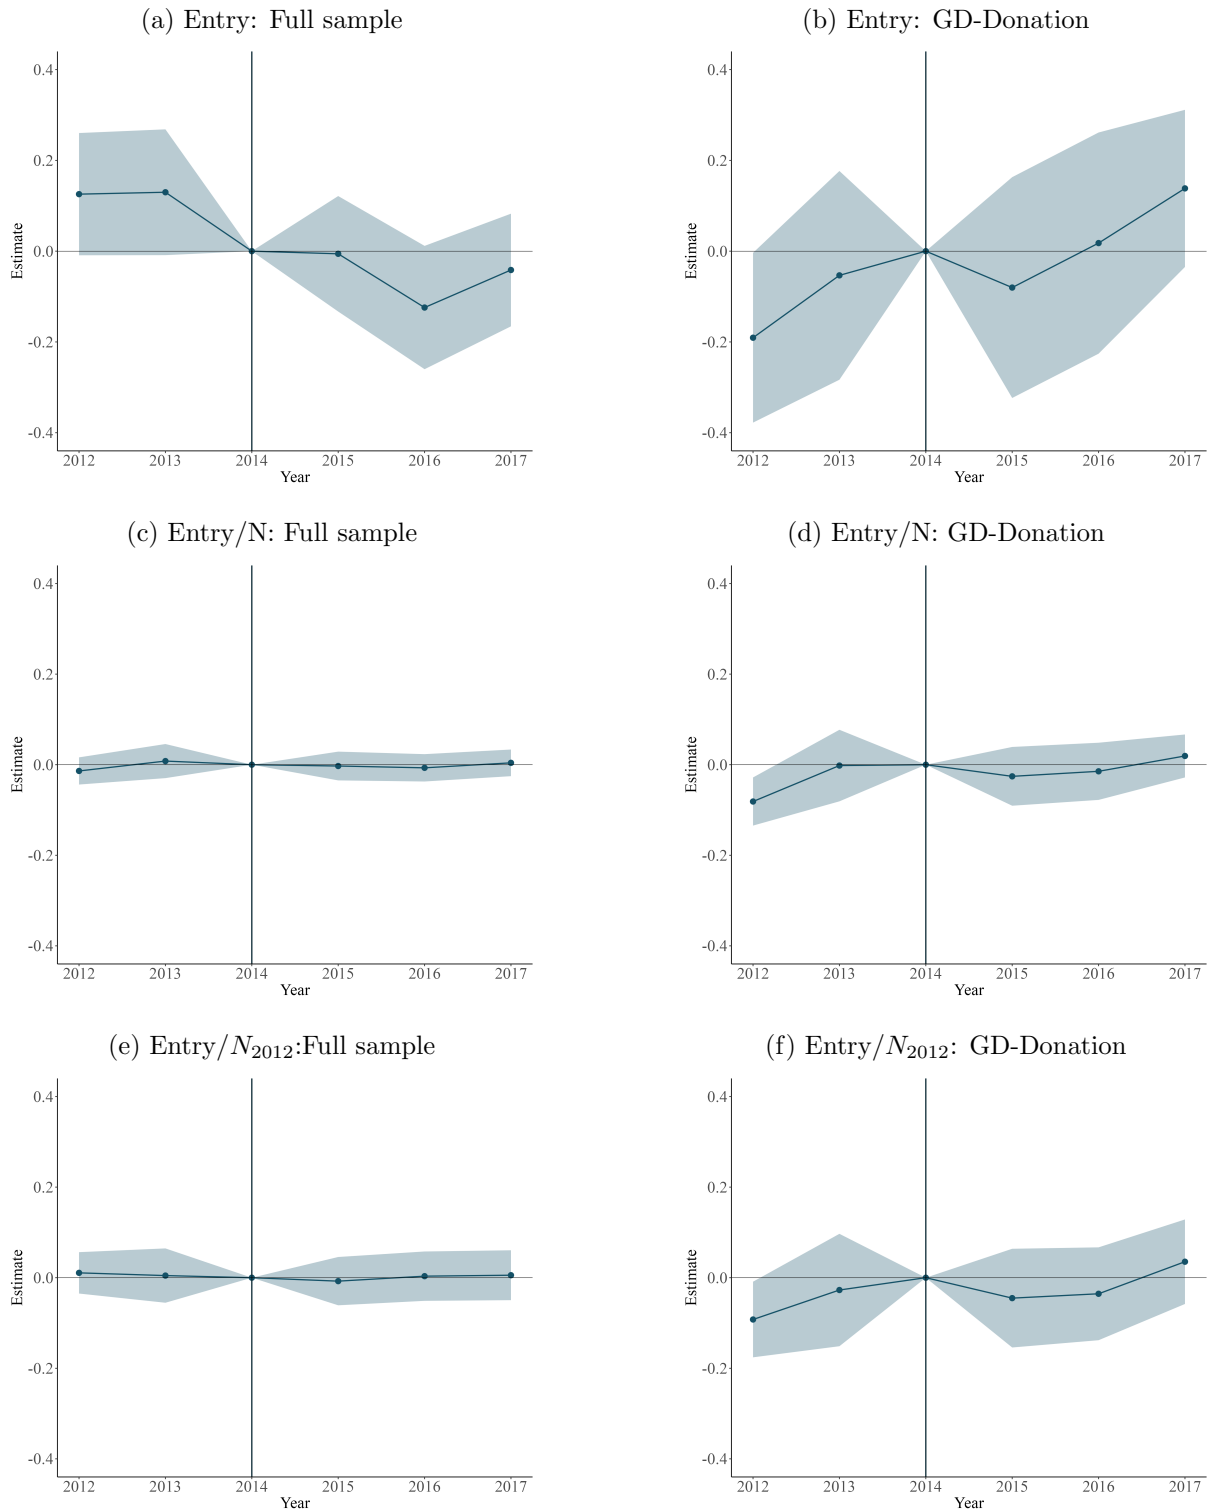 (a) Entry: Full sample
0.4
0.2
0.0
-0.2
-0.4
Estimate
2012 2013 2014 2015 2016 2017
Year
(b) Entry: GD-Donation
0.4
0.2
0.0
-0.2
-0.4
Estimate
2012 2013 2014 2015 2016 2017
Year
(c) Entry/N: Full sample
0.4
0.2
0.0
-0.2
-0.4
Estimate
2012 2013 2014 2015 2016 2017
Year
(d) Entry/N: GD-Donation
0.4
0.2
0.0
-0.2
-0.4
Estimate
2012 2013 2014 2015 2016 2017
Year
(e) Entry/N₂₀₁₂:Full sample
0.4
0.2
0.0
-0.2
-0.4
Estimate
2012 2013 2014 2015 2016 2017
Year
(f) Entry/N₂₀₁₂: GD-Donation
0.4
0.2
0.0
-0.2
-0.4
Estimate
2012 2013 2014 2015 2016 2017
Year